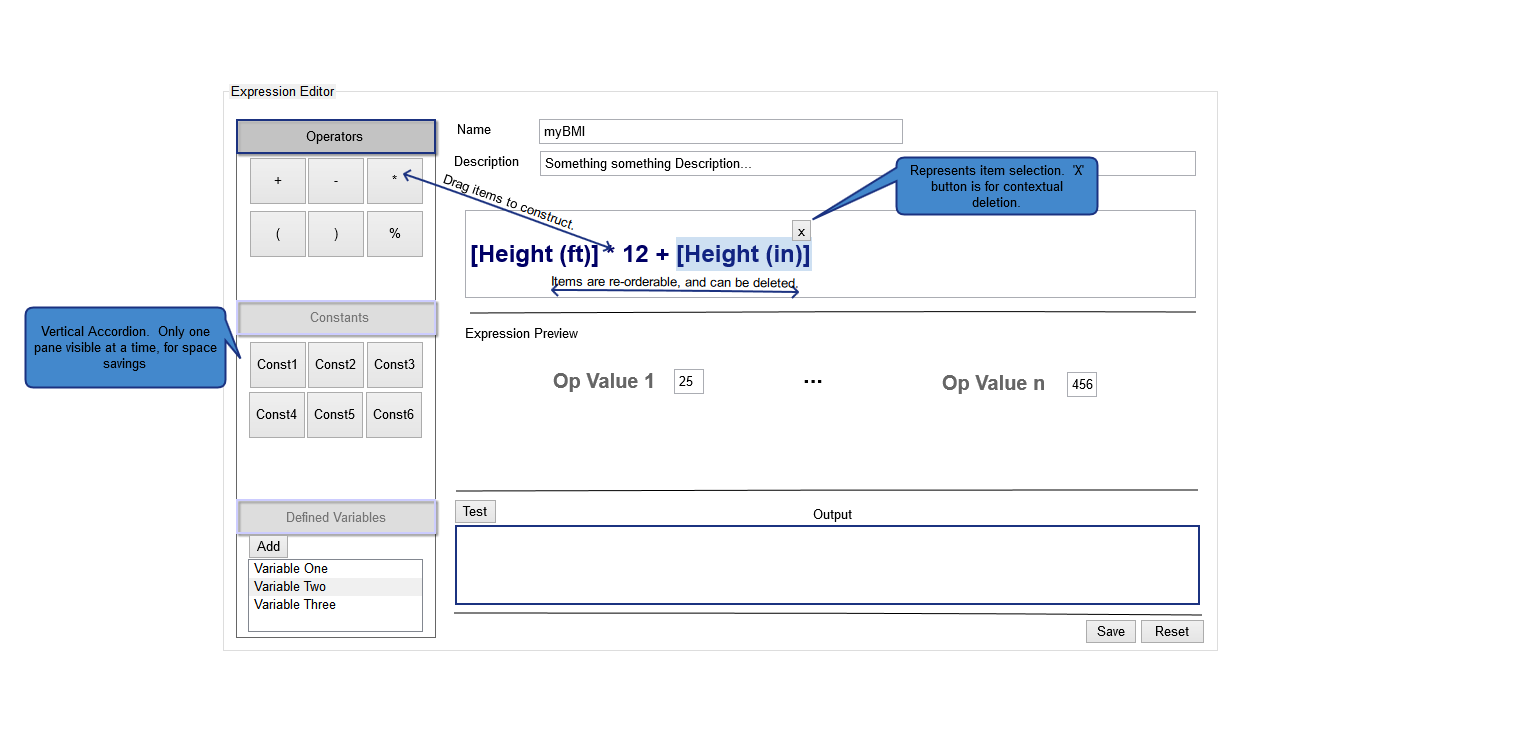 Expression Editor
Operators
+ - *
( ) %
Constants
Const1 Const2 Const3
Const4 Const5 Const6
Defined Variables
Add
Variable One
Variable Two
Variable Three
Vertical Accordion. Only one
pane visible at a time, for space
savings
Name myBMI
Description Something something Description...
Drag items to construct.
Represents item selection. 'X'
button is for contextual
deletion.
x
[Height (ft)] * 12 + [Height (in)]
Items are re-orderable, and can be deleted.
Expression Preview
Op Value 1 25 ... Op Value n 456
Test Output
Save Reset